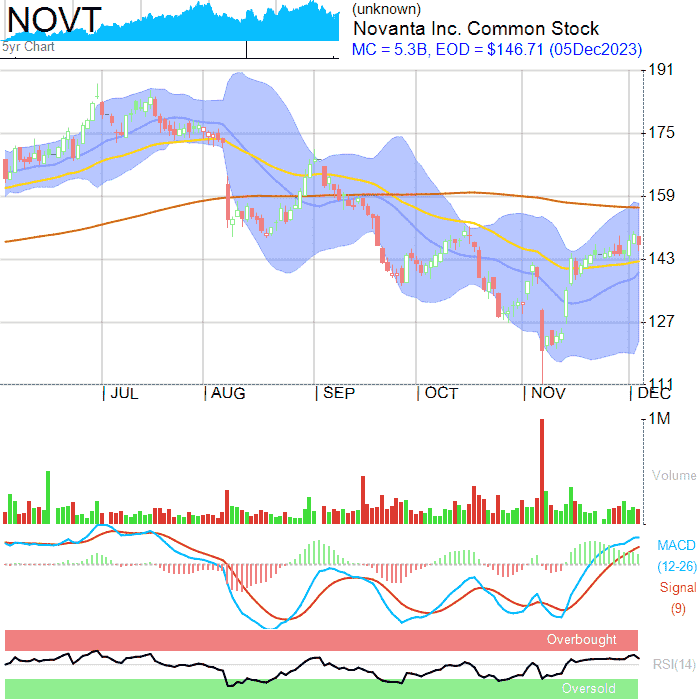 NOVT
5yr Chart
(unknown)
Novanta Inc. Common Stock
MC = 5.3B, EOD = $146.71 (05Dec2023)
191
175
159
143
127
111
JUL AUG SEP OCT NOV DEC
1M
Volume
MACD
(12-26)
Signal
(9)
Overbought
RSI(14)
Oversold